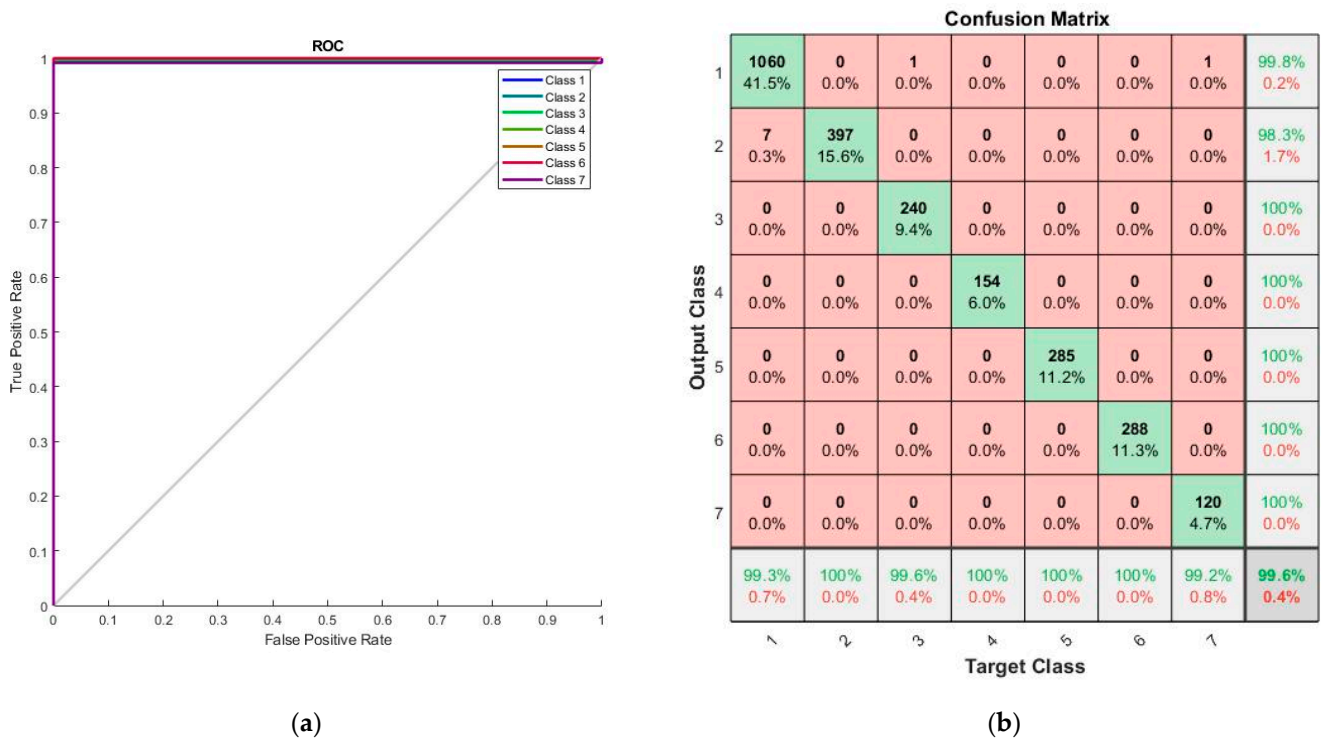 ROC
1
0.9
0.8
0.7
0.6
0.5
0.4
0.3
0.2
0.1
0
True Positive Rate
0 0.1 0.2 0.3 0.4 0.5 0.6 0.7 0.8 0.9 1
False Positive Rate
Class 1
Class 2
Class 3
Class 4
Class 5
Class 6
Class 7
(a)
Confusion Matrix
Output Class
1 1060 0 1 0 0 0 1 99.8%
41.5% 0.0% 0.0% 0.0% 0.0% 0.0% 0.0% 0.2%
2 7 397 0 0 0 0 0 98.3%
0.3% 15.6% 0.0% 0.0% 0.0% 0.0% 0.0% 1.7%
3 0 0 240 0 0 0 0 100%
0.0% 0.0% 9.4% 0.0% 0.0% 0.0% 0.0% 0.0%
4 0 0 0 154 0 0 0 100%
0.0% 0.0% 0.0% 6.0% 0.0% 0.0% 0.0% 0.0%
5 0 0 0 0 285 0 0 100%
0.0% 0.0% 0.0% 0.0% 11.2% 0.0% 0.0% 0.0%
6 0 0 0 0 0 288 0 100%
0.0% 0.0% 0.0% 0.0% 0.0% 11.3% 0.0% 0.0%
7 0 0 0 0 0 0 120 100%
0.0% 0.0% 0.0% 0.0% 0.0% 0.0% 4.7% 0.0%
99.3% 100% 99.6% 100% 100% 100% 99.2% 99.6%
0.7% 0.0% 0.4% 0.0% 0.0% 0.0% 0.8% 0.4%
1 2 3 4 5 6 7
Target Class
(b)